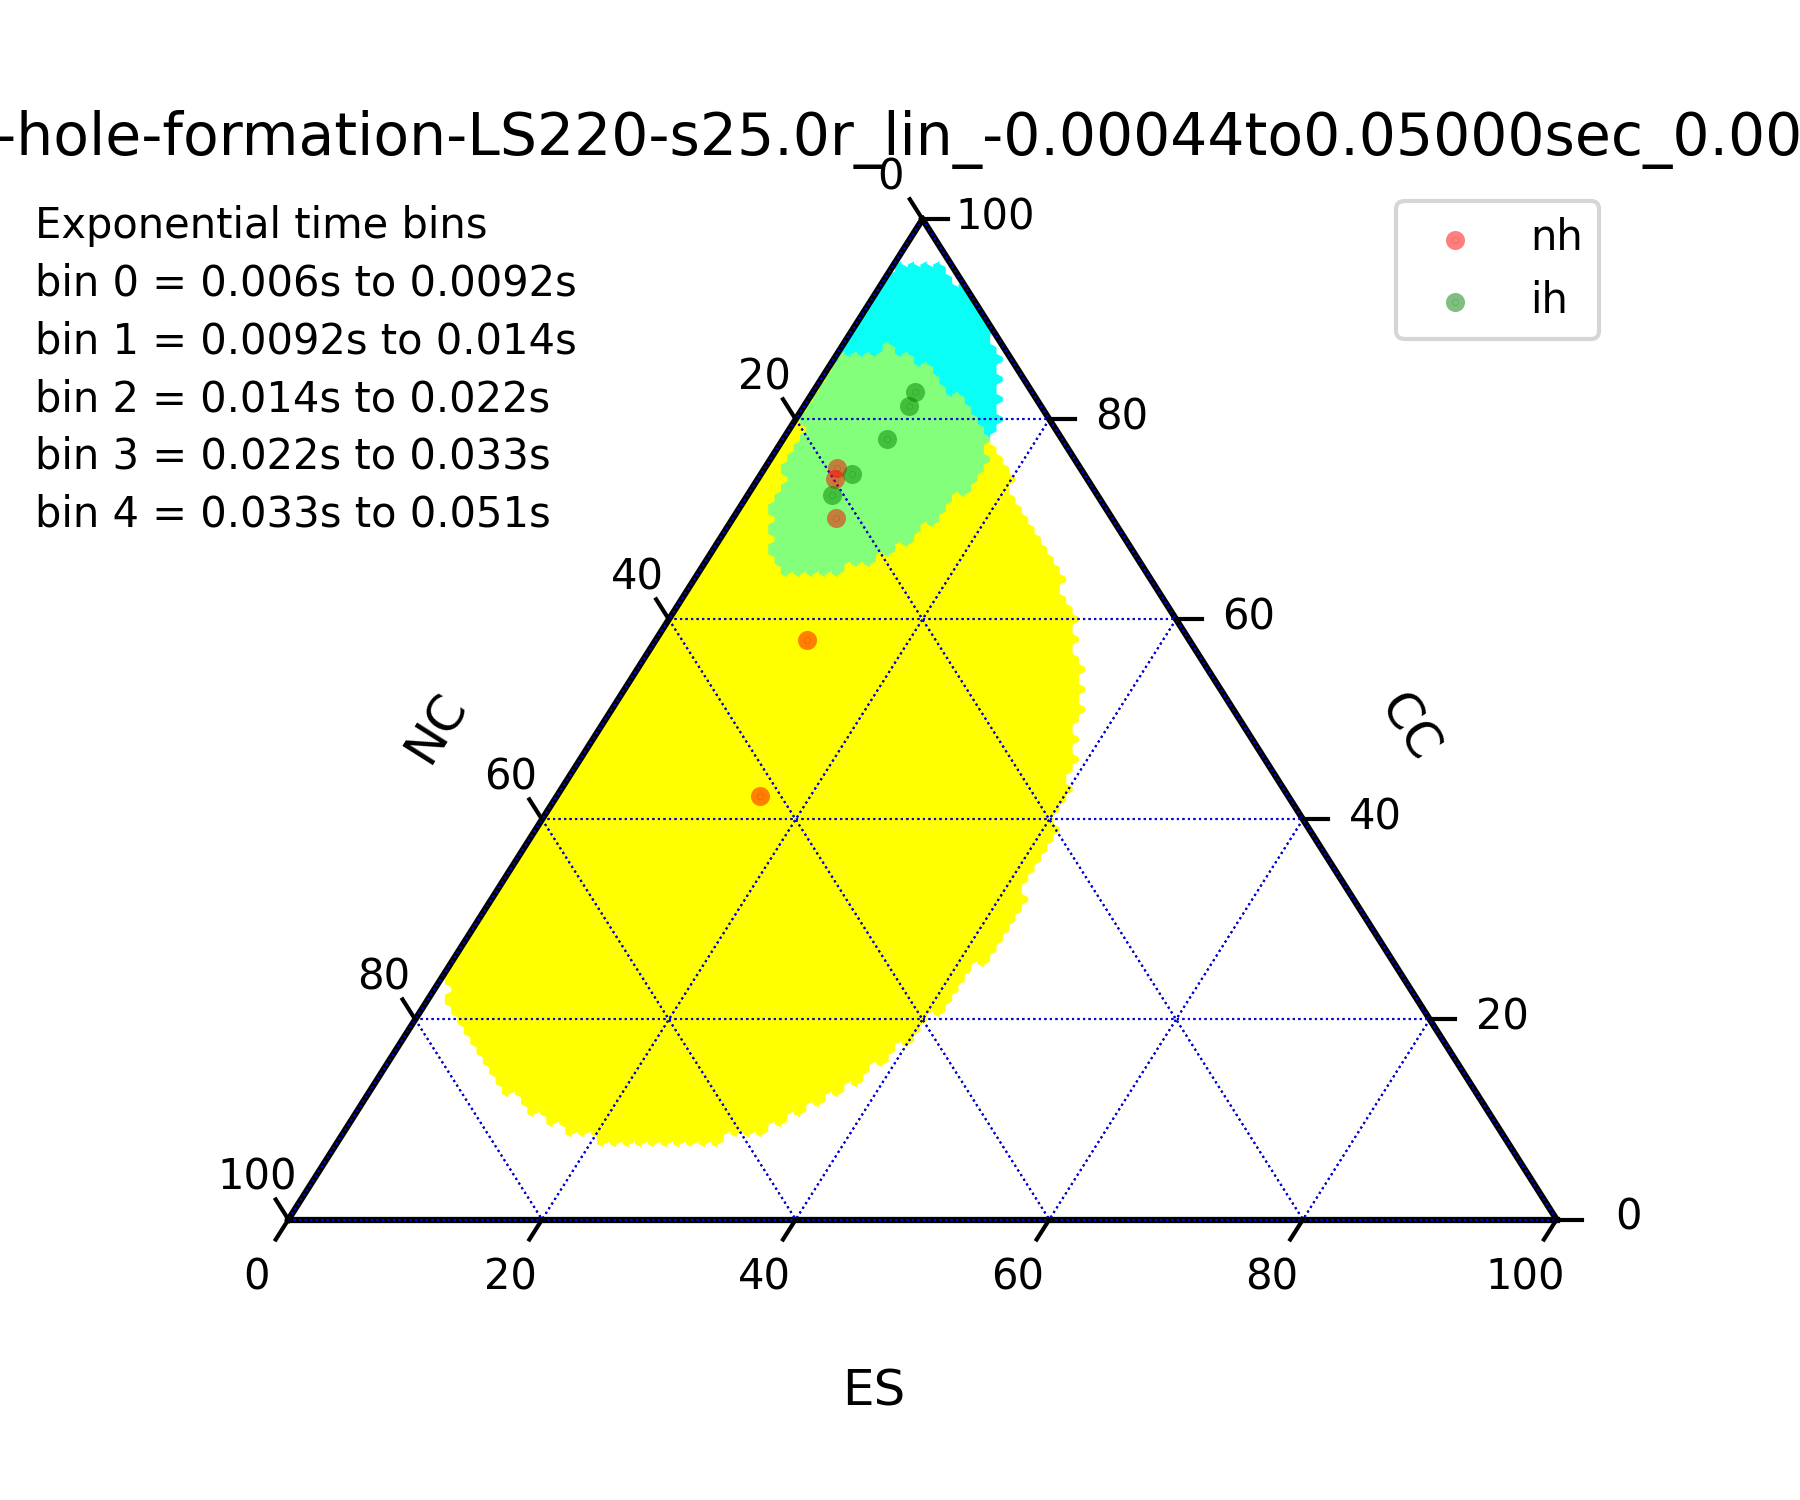 -hole-formation-LS220-s25.0r_lin_-0.00044to0.05000sec_0.00
Exponential time bins
bin 0 = 0.006s to 0.0092s
bin 1 = 0.0092s to 0.014s
bin 2 = 0.014s to 0.022s
bin 3 = 0.022s to 0.033s
bin 4 = 0.033s to 0.051s
nh
ih
0
20
40
60
80
100
NC
100
80
60
40
20
0
CC
0
20
40
60
80
100
ES